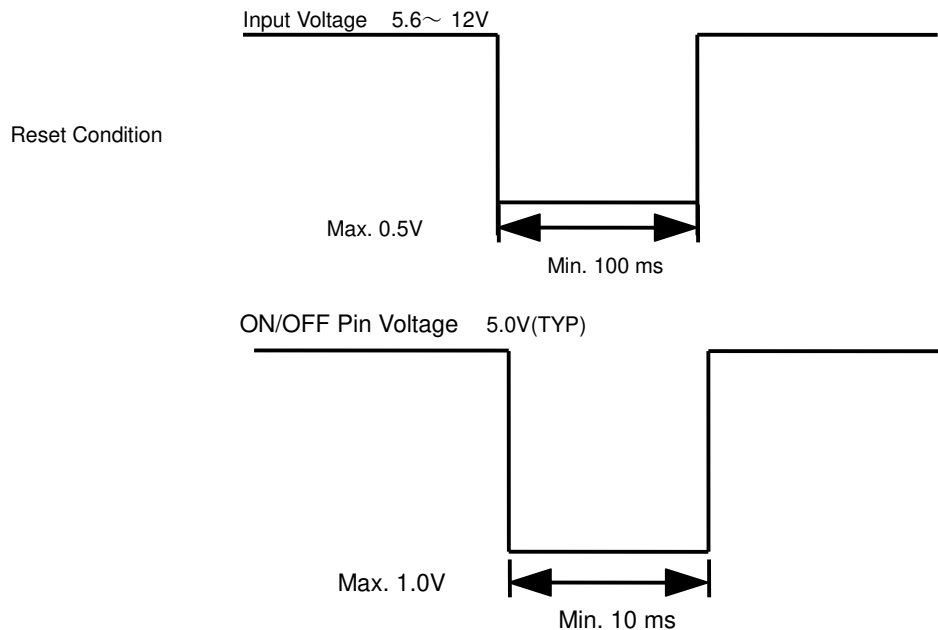 Input Voltage 5.6～ 12V
Reset Condition
Max. 0.5V
Min. 100 ms
ON/OFF Pin Voltage 5.0V(TYP)
Max. 1.0V
Min. 10 ms